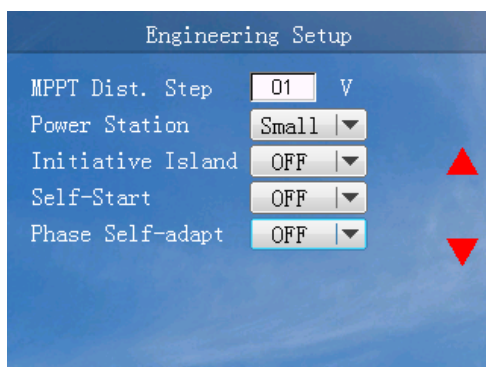 Engineering Setup
MPPT Dist. Step 01 V
Power Station Small
Initiative Island OFF
Self-Start OFF
Phase Self-adapt OFF